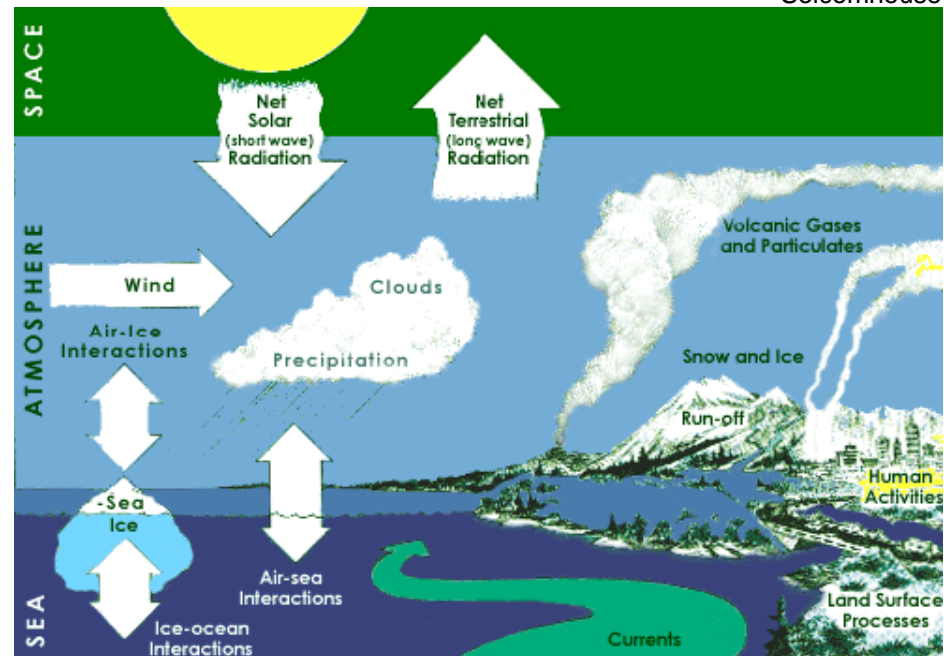 SPACE
Net
Solar
(short wave)
Radiation
Net
Terrestrial
(long wave)
Radiation
ATMOSPHERE
Wind
Clouds
Precipitation
Air-Ice
Interactions
Volcanic Gases
and Particulates
Snow and Ice
Run-off
Human
Activities
-Sea
Ice
Air-sea
Interactions
Ice-ocean
Interactions
Currents
Land Surface
Processes
SEA